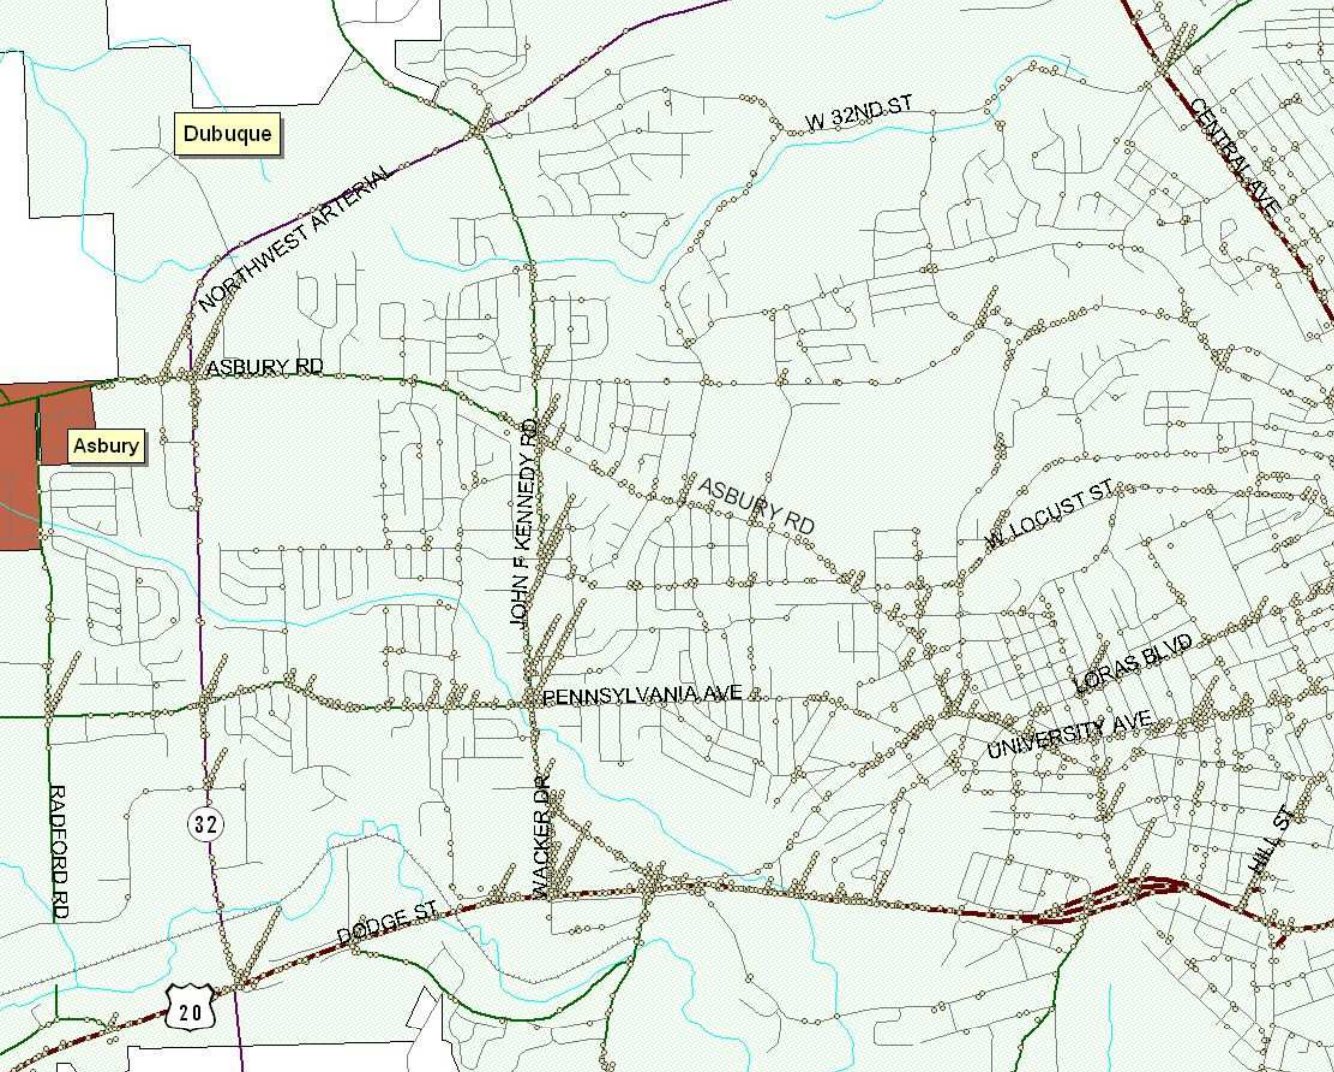 W 32ND ST
CENTRAL AVE
Dubuque
NORTHWEST ARTERIAL
ASBURY RD
Asbury
JOHN F KENNEDY RD
ASBURY RD
W LOCUST ST
LORAS BLVD
PENNSYLVANIA AVE
UNIVERSITY AVE
RADFORD RD
32
WACKER DR
HILL ST
DODGE ST
20